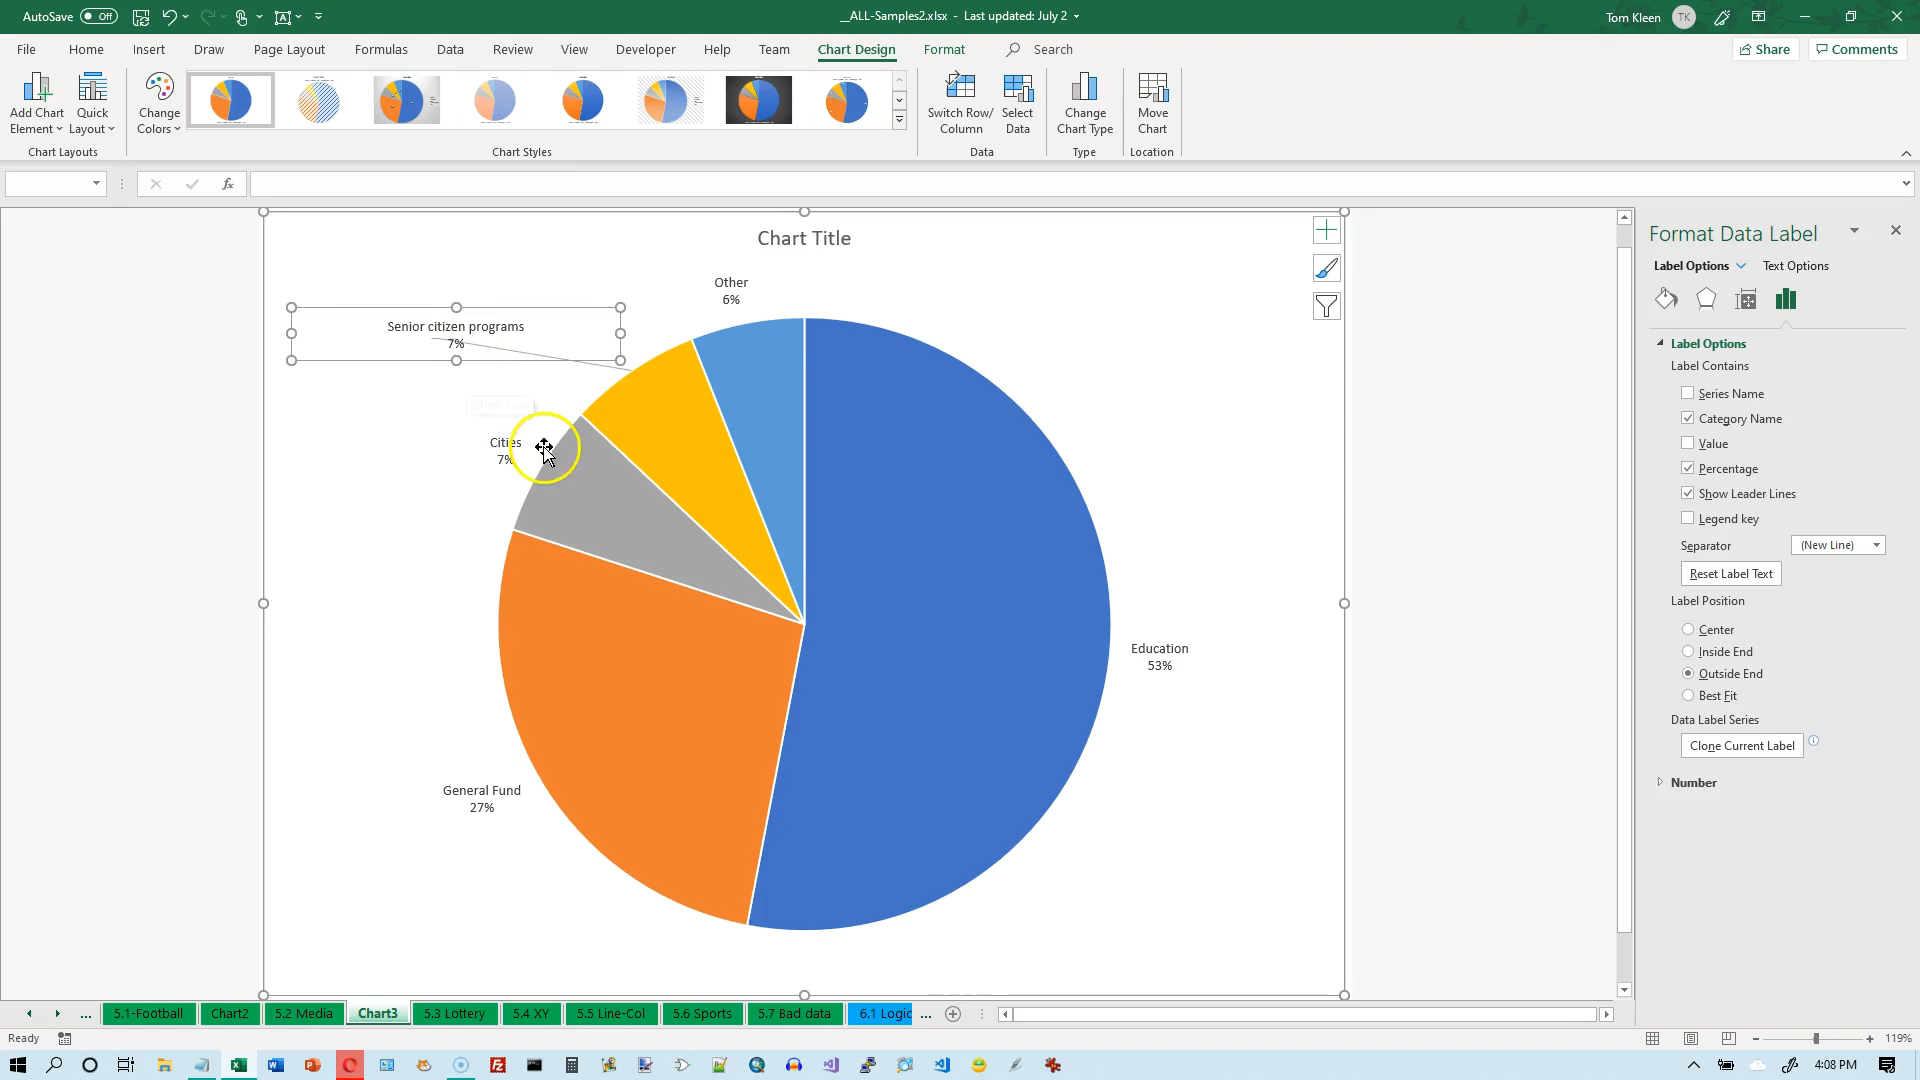 AutoSave Off
__ALL-Samples2.xlsx - Last updated: July 2
Tom Kleen TK
File Home Insert Draw Page Layout Formulas Data Review View Developer Help Team Chart Design Format Search Share Comments
Add Chart Element
Quick Layout
Change Colors
Switch Row/ Column
Select Data
Change Chart Type
Move Chart
Chart Layouts
Chart Styles
Data
Type
Location
fx
Chart Title
Other
6%
Senior citizen programs
7%
Cities
7%
Education
53%
General Fund
27%
Format Data Label
Label Options Text Options
Label Options
Label Contains
Series Name
Category Name
Value
Percentage
Show Leader Lines
Legend key
Separator (New Line)
Reset Label Text
Label Position
Center
Inside End
Outside End
Best Fit
Data Label Series
Clone Current Label
Number
... 5.1-Football Chart2 5.2 Media Chart3 5.3 Lottery 5.4 XY 5.5 Line-Col 5.6 Sports 5.7 Bad data 6.1 Logic ...
Ready
119%
4:08 PM